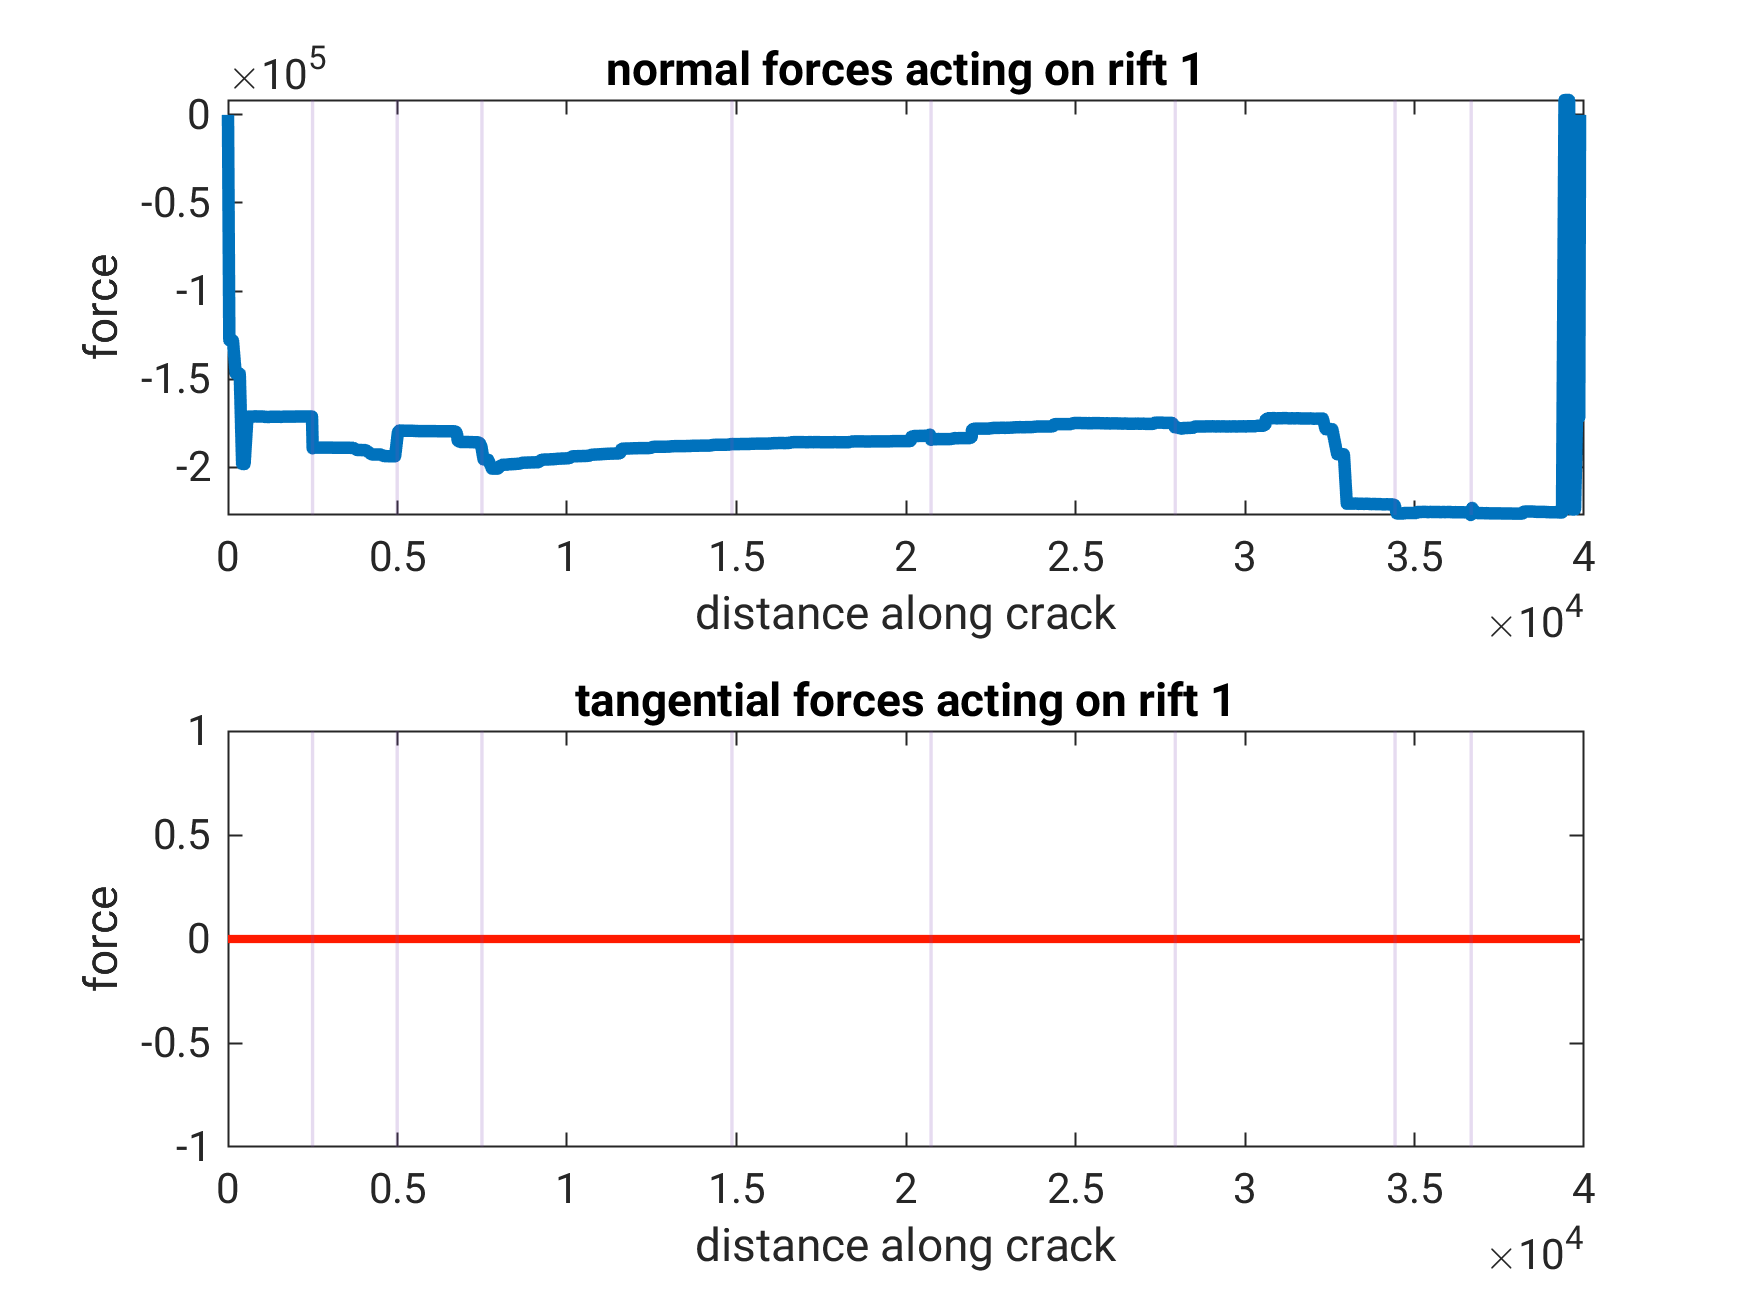 ×10^5
normal forces acting on rift 1
0
-0.5
-1
-1.5
-2
force
0 0.5 1 1.5 2 2.5 3 3.5 4
distance along crack
×10^4
tangential forces acting on rift 1
1
0.5
0
-0.5
-1
force
0 0.5 1 1.5 2 2.5 3 3.5 4
distance along crack
×10^4